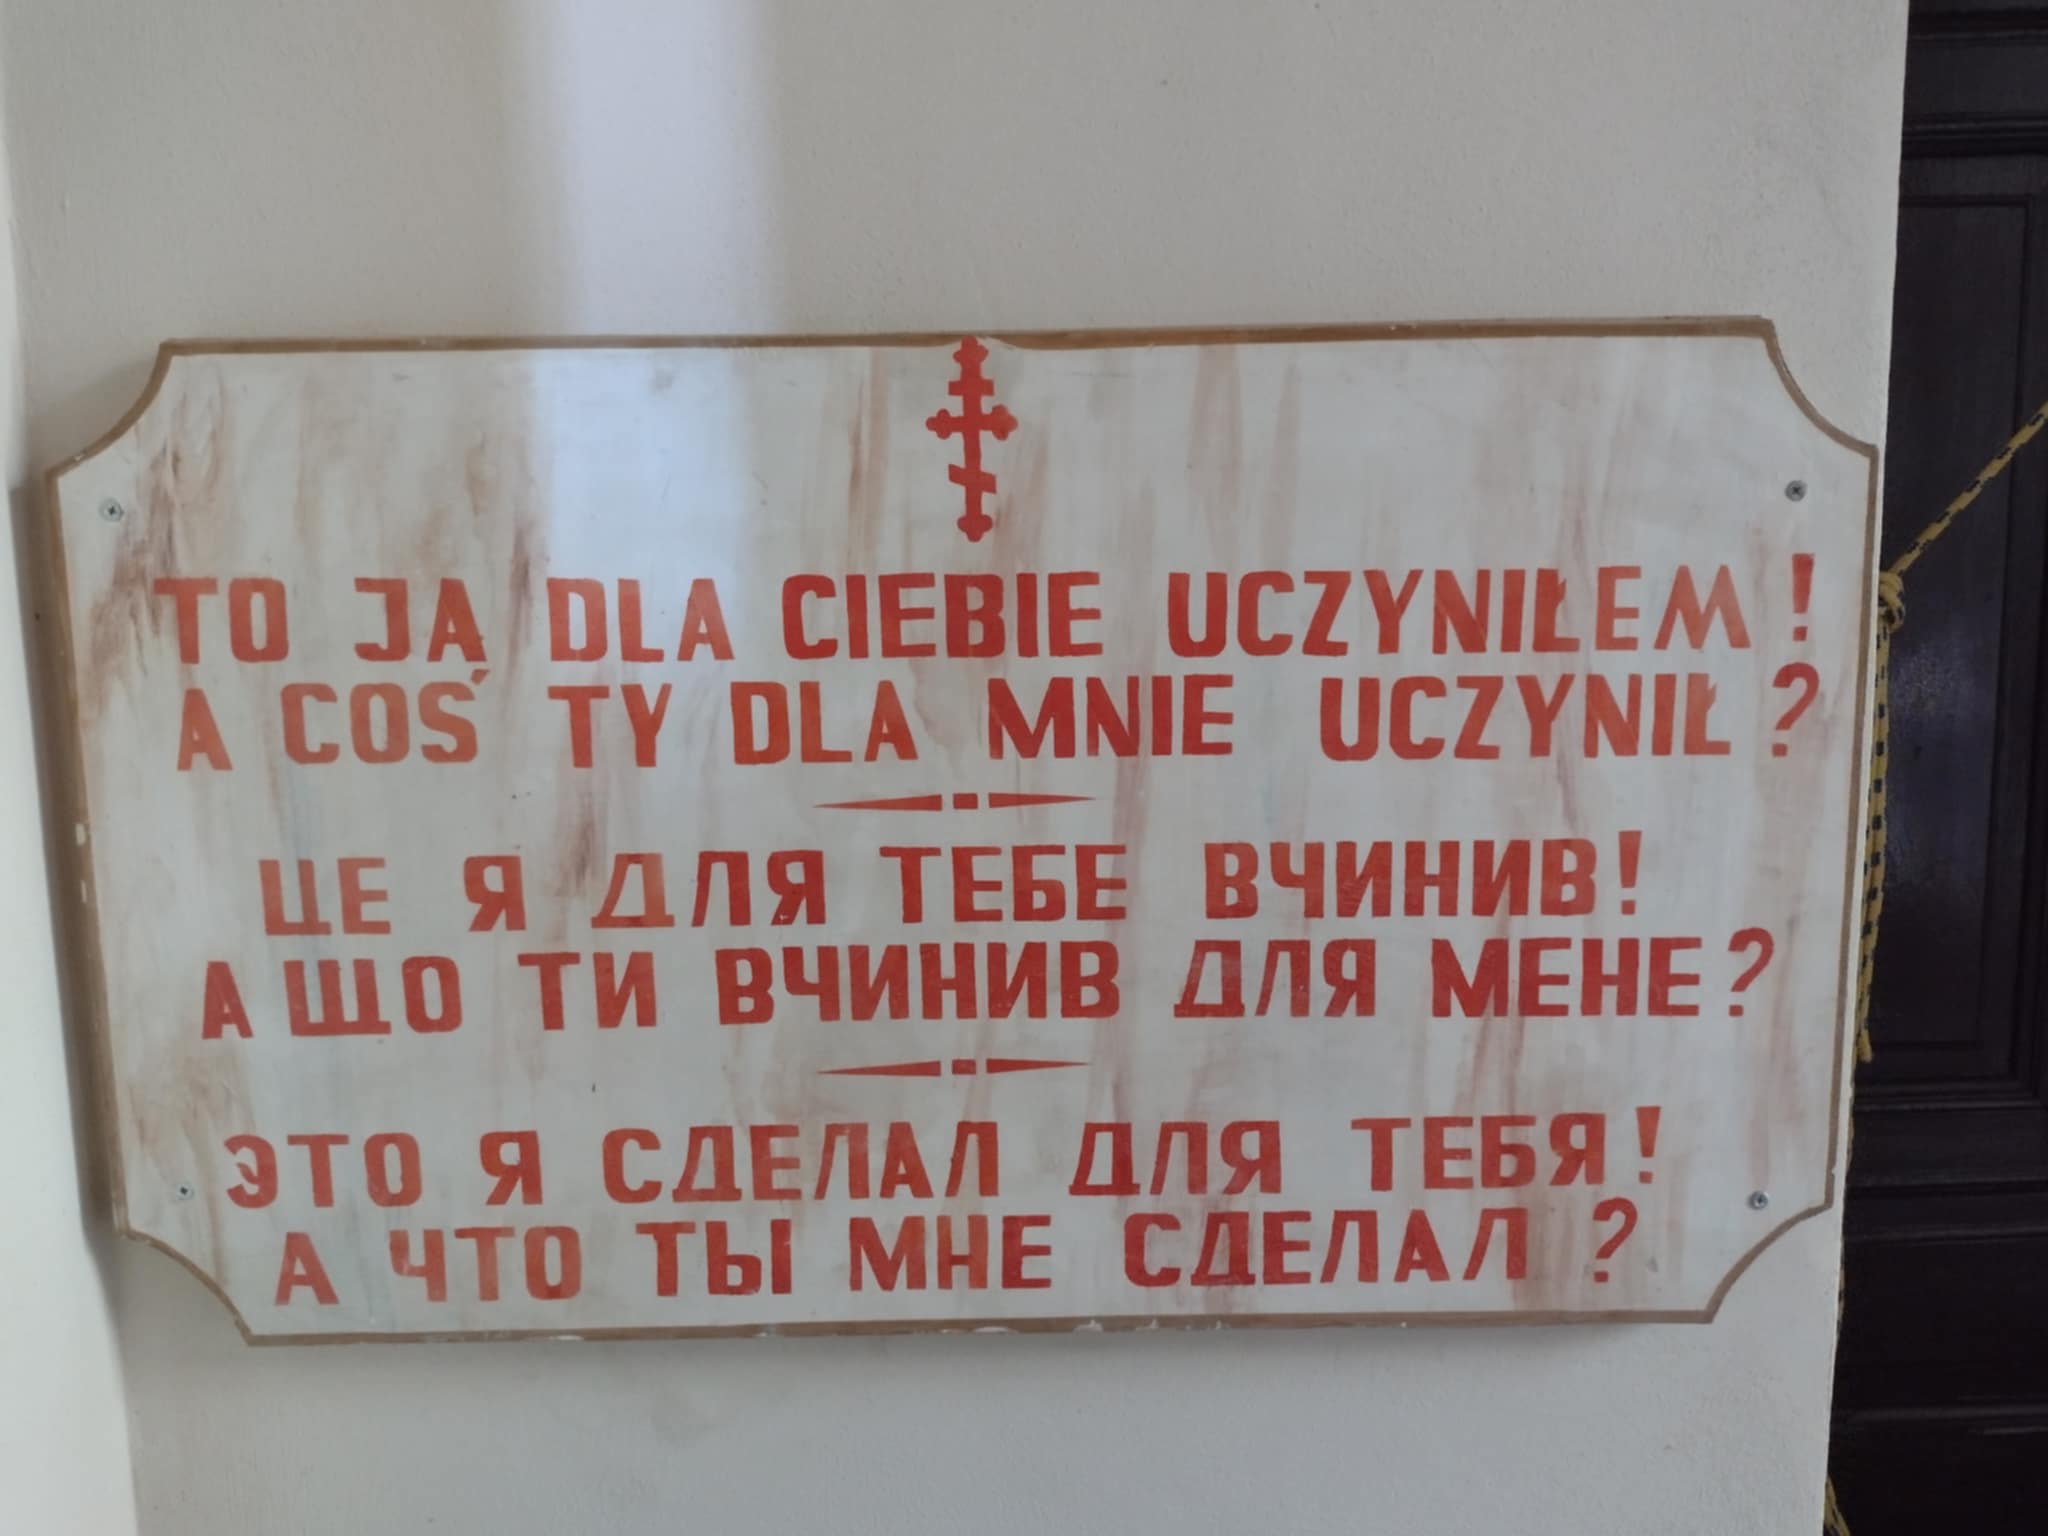 TO JA DLA CIEBIE UCZYNIŁEM!
A COŚ TY DLA MNIE UCZYNIŁ?
ЦЕ Я ДЛЯ ТЕБЕ ВЧИНИВ!
А ЩО ТИ ВЧИНИВ ДЛЯ МЕНЕ?
ЭТО Я СДЕЛАЛ ДЛЯ ТЕБЯ!
А ЧТО ТЫ МНЕ СДЕЛАЛ?